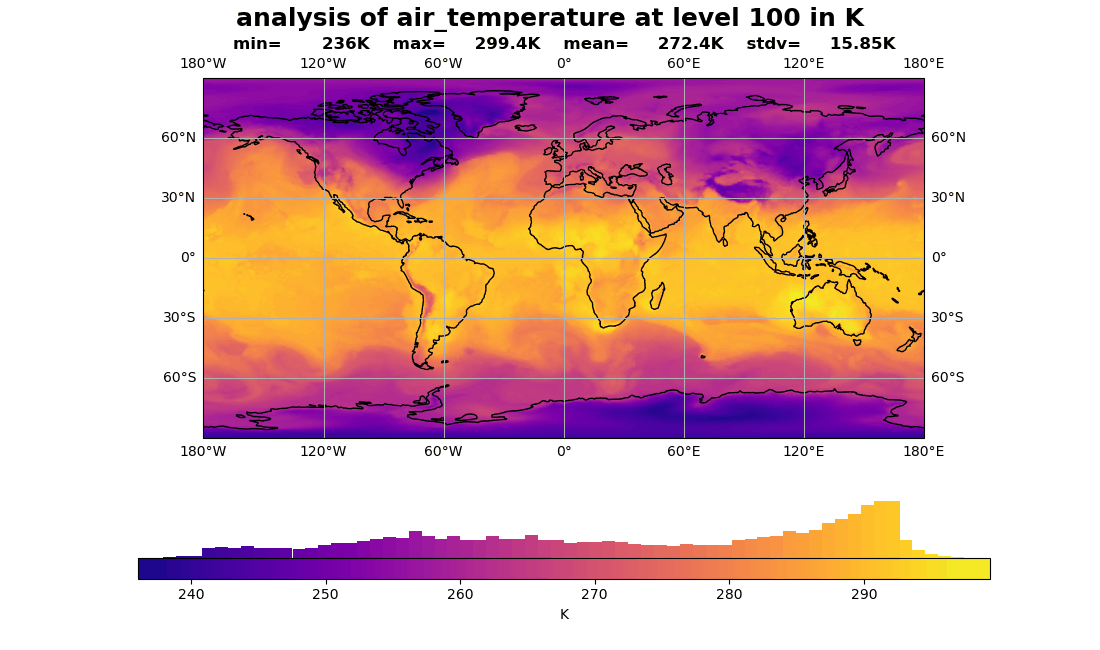 analysis of air_temperature at level 100 in K
min= 236K max= 299.4K mean= 272.4K stdv= 15.85K
180°W 120°W 60°W 0° 60°E 120°E 180°E
60°N 60°N
30°N 30°N
0° 0°
30°S 30°S
60°S 60°S
180°W 120°W 60°W 0° 60°E 120°E 180°E
240 250 260 270 280 290
K